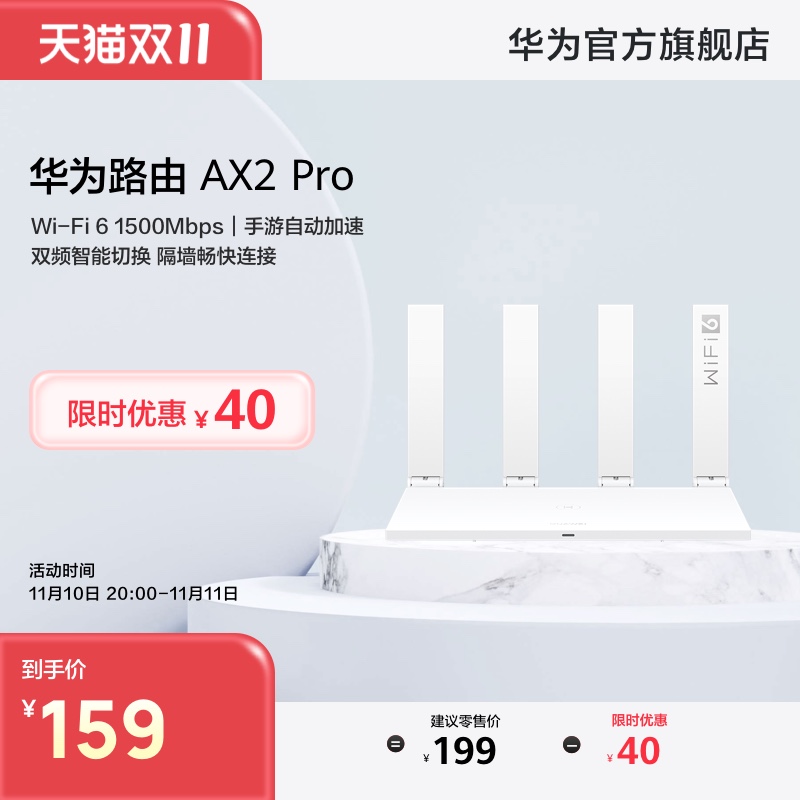 天猫双11
华为官方旗舰店
华为路由 AX2 Pro
Wi-Fi 6 1500Mbps | 手游自动加速
双频智能切换 隔墙畅快连接
WiFi 6
限时优惠 ¥ 40
活动时间
11月10日 20:00-11月11日
到手价
¥159
=
建议零售价
¥199
−
限时优惠
¥40